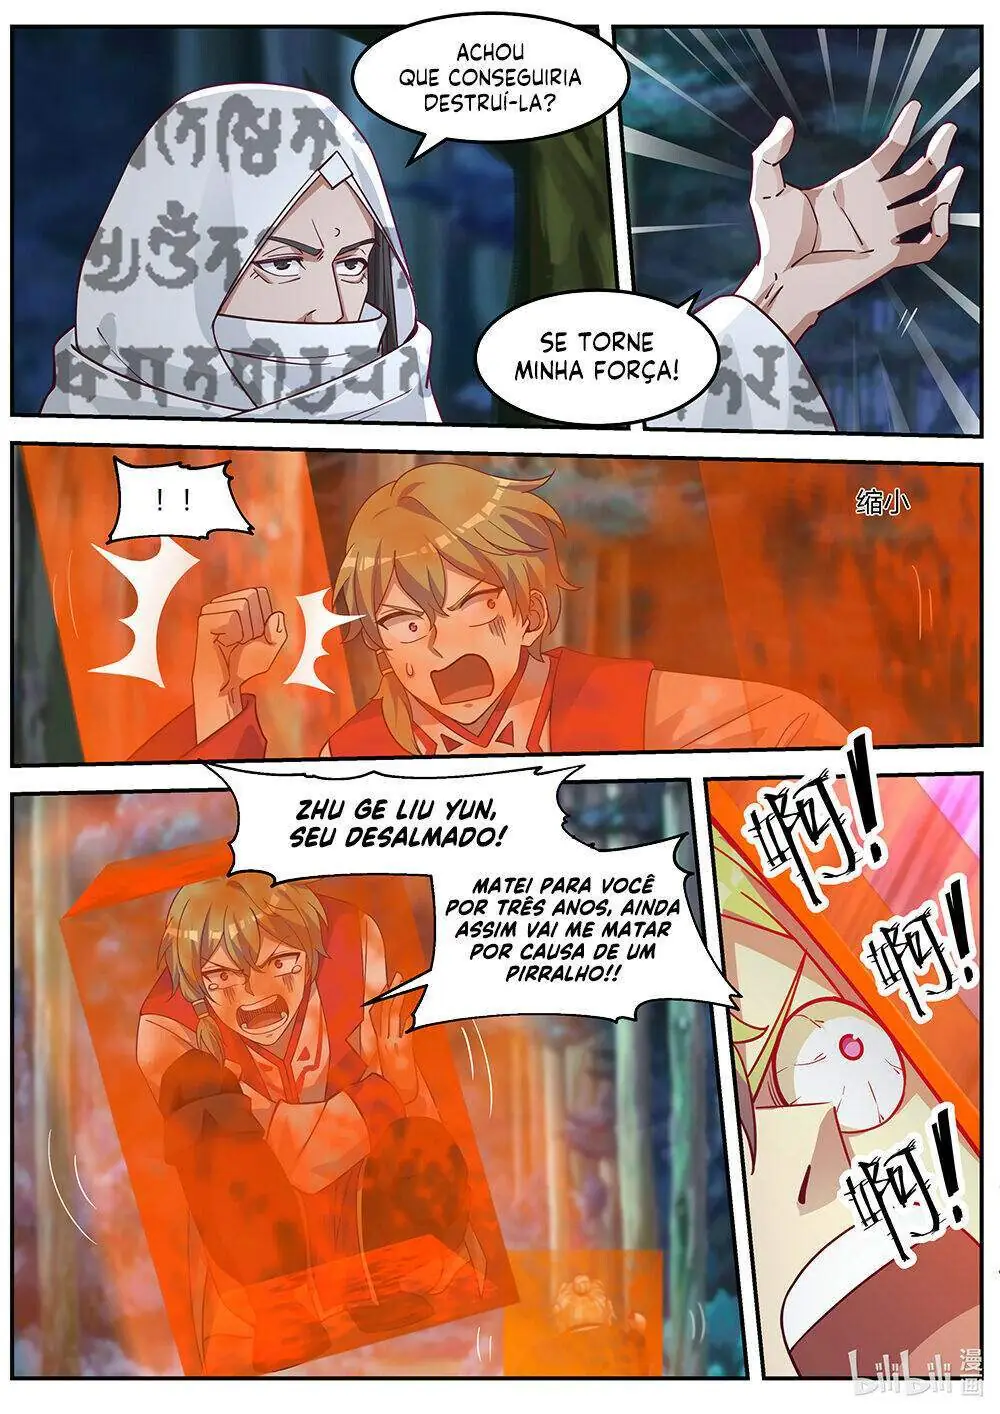 ACHOU
QUE CONSEGUIRIA
DESTRUÍ-LA?
SE TORNE
MINHA FORÇA!
！！
缩小
ZHU GE LIU YUN,
SEU DESALMADO!
MATEI PARA VOCÊ
POR TRÊS ANOS, AINDA
ASSIM VAI ME MATAR
POR CAUSA DE UM
PIRRALHO!!
啊！
啊！
啊！
bilibili 漫画